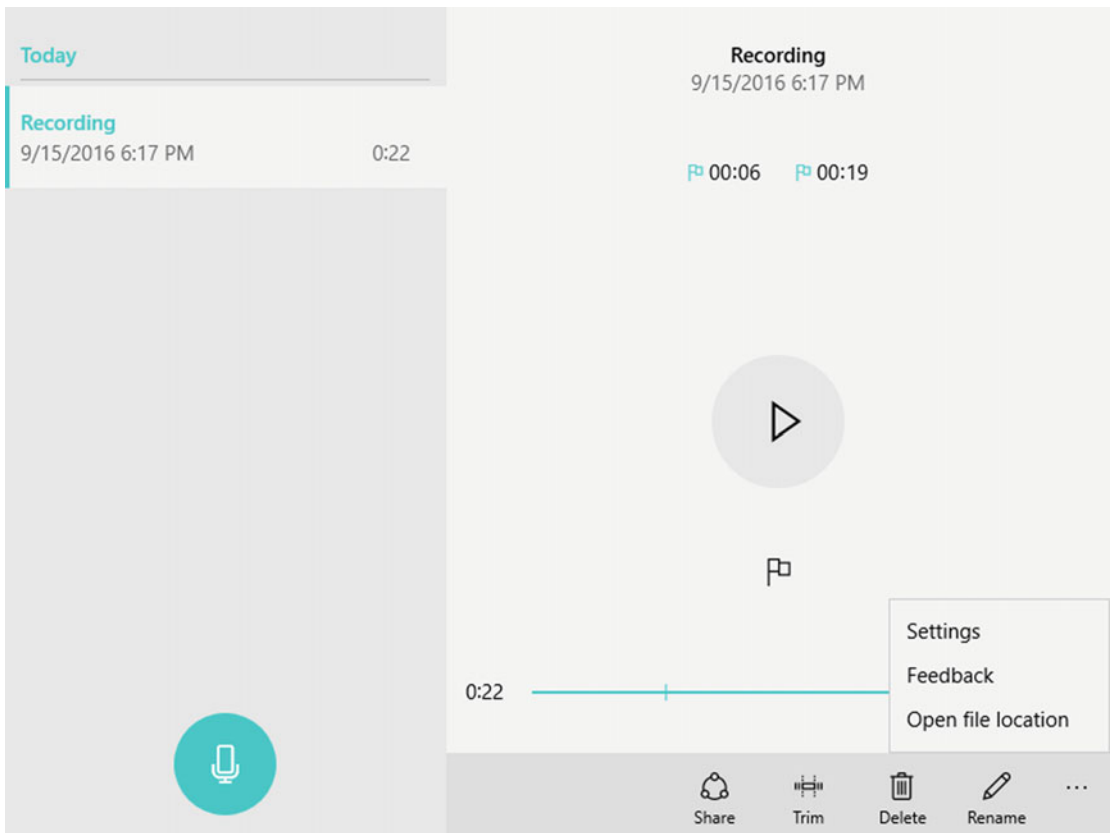 Today
Recording
9/15/2016 6:17 PM 0:22
Recording
9/15/2016 6:17 PM
00:06 00:19
0:22
Settings
Feedback
Open file location
Share Trim Delete Rename ...